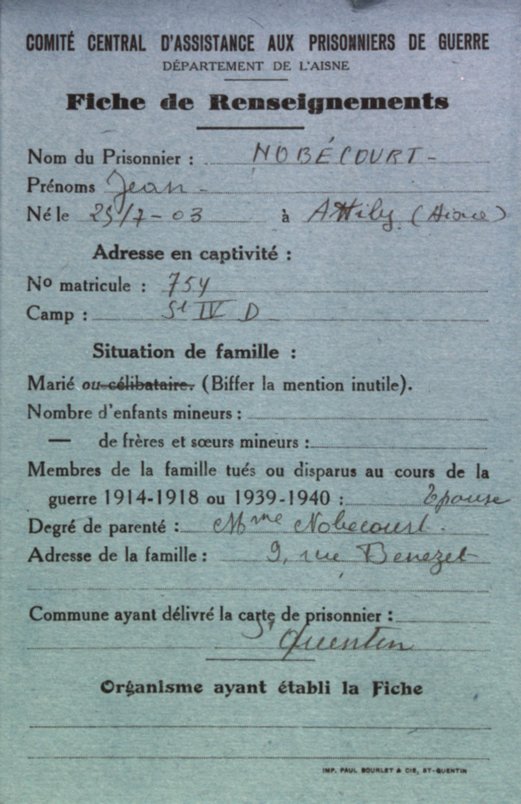 COMITÉ CENTRAL D'ASSISTANCE AUX PRISONNIERS DE GUERRE
DÉPARTEMENT DE L'AISNE
Fiche de Renseignements
Nom du Prisonnier : NOBÉCOURT -
Prénoms Jean -
Né le 25/7-03 à Attily (Aisne)
Adresse en captivité :
No matricule : 754
Camp : St IV D
Situation de famille :
Marié ou célibataire. (Biffer la mention inutile).
Nombre d'enfants mineurs :
— de frères et sœurs mineurs :
Membres de la famille tués ou disparus au cours de la
guerre 1914-1918 ou 1939-1940 : Epouse
Degré de parenté : Mme Nobecourt.
Adresse de la famille : 9, rue Benezet
Commune ayant délivré la carte de prisonnier :
St Quentin
Organisme ayant établi la Fiche
IMP. PAUL BOURLET & CIE, ST-QUENTIN